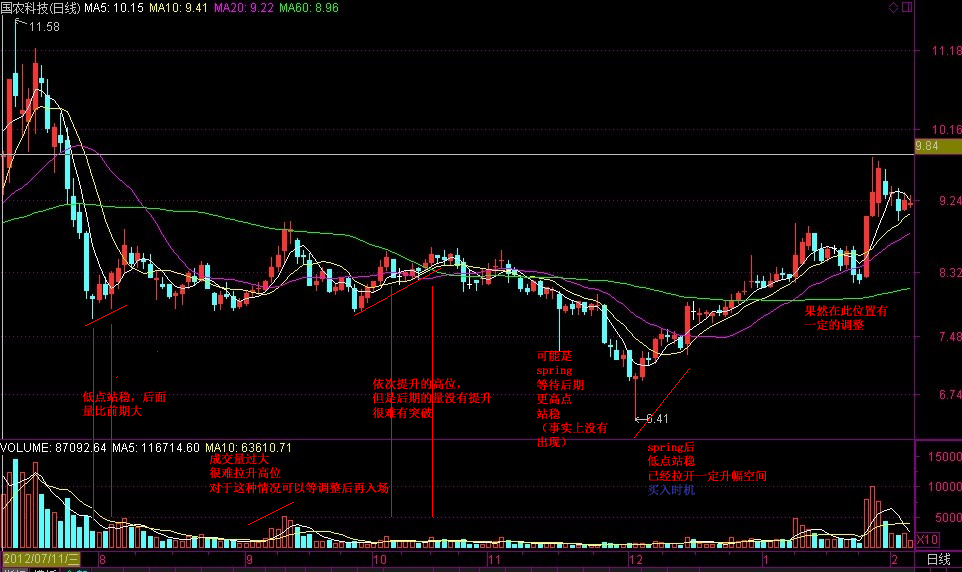 国农科技(日线) MA5: 10.15 MA10: 9.41 MA20: 9.22 MA60: 8.96
11.58
11.18
10.16
9.84
9.24
8.32
7.48
6.74
果然在此位置有
一定的调整
可能是
spring
等待后期
更高点
站稳
(事实上没有
出现)
依次提升的高位,
但是后期的量没有提升
很难有突破
低点站稳,后面
量比前期大
6.41
VOLUME: 87092.64 MA5: 116714.60 MA10: 63610.71
成交量过大
很难拉升高位
对于这种情况可以等调整后再入场
spring后
低点站稳
已经拉开一定升幅空间
买入时机
15000
10000
5000
X10
2012/07/11/三 8 9 10 11 12 1 2 日线